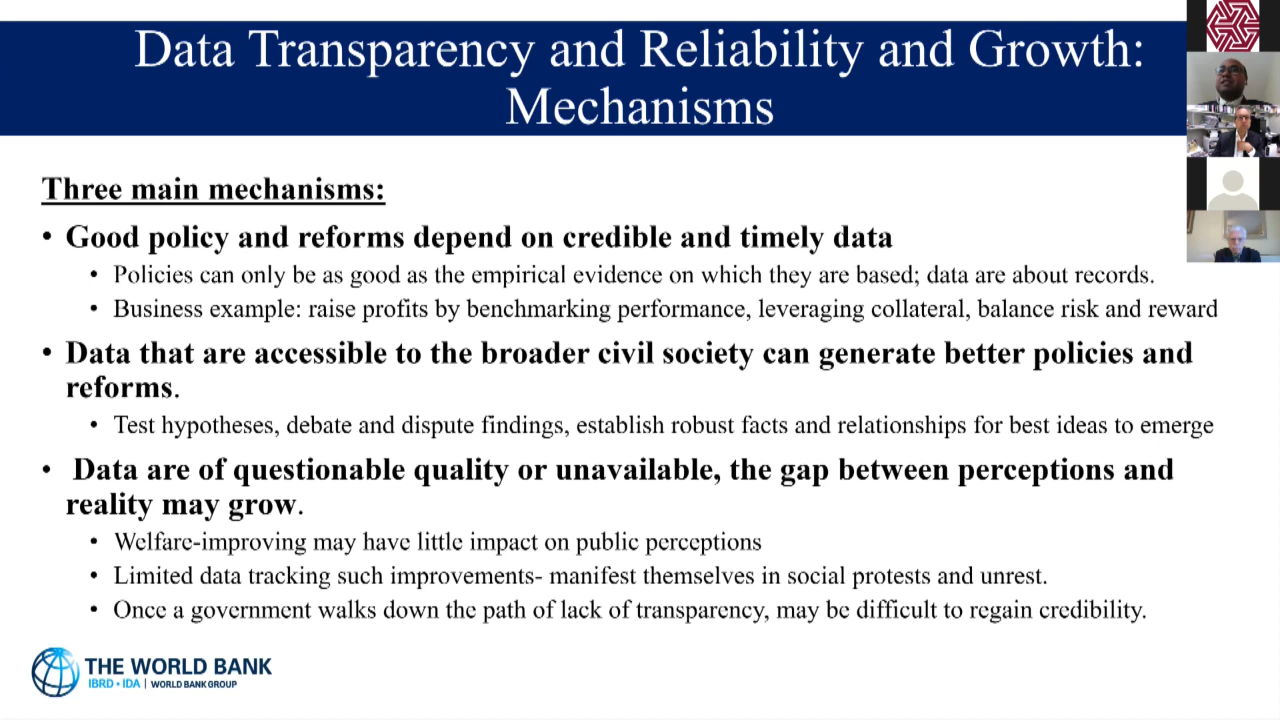 Data Transparency and Reliability and Growth:
Mechanisms
Three main mechanisms:
• Good policy and reforms depend on credible and timely data
• Policies can only be as good as the empirical evidence on which they are based; data are about records.
• Business example: raise profits by benchmarking performance, leveraging collateral, balance risk and reward
• Data that are accessible to the broader civil society can generate better policies and
reforms.
• Test hypotheses, debate and dispute findings, establish robust facts and relationships for best ideas to emerge
• Data are of questionable quality or unavailable, the gap between perceptions and
reality may grow.
• Welfare-improving may have little impact on public perceptions
• Limited data tracking such improvements- manifest themselves in social protests and unrest.
• Once a government walks down the path of lack of transparency, may be difficult to regain credibility.
THE WORLD BANK
IBRD • IDA | WORLD BANK GROUP